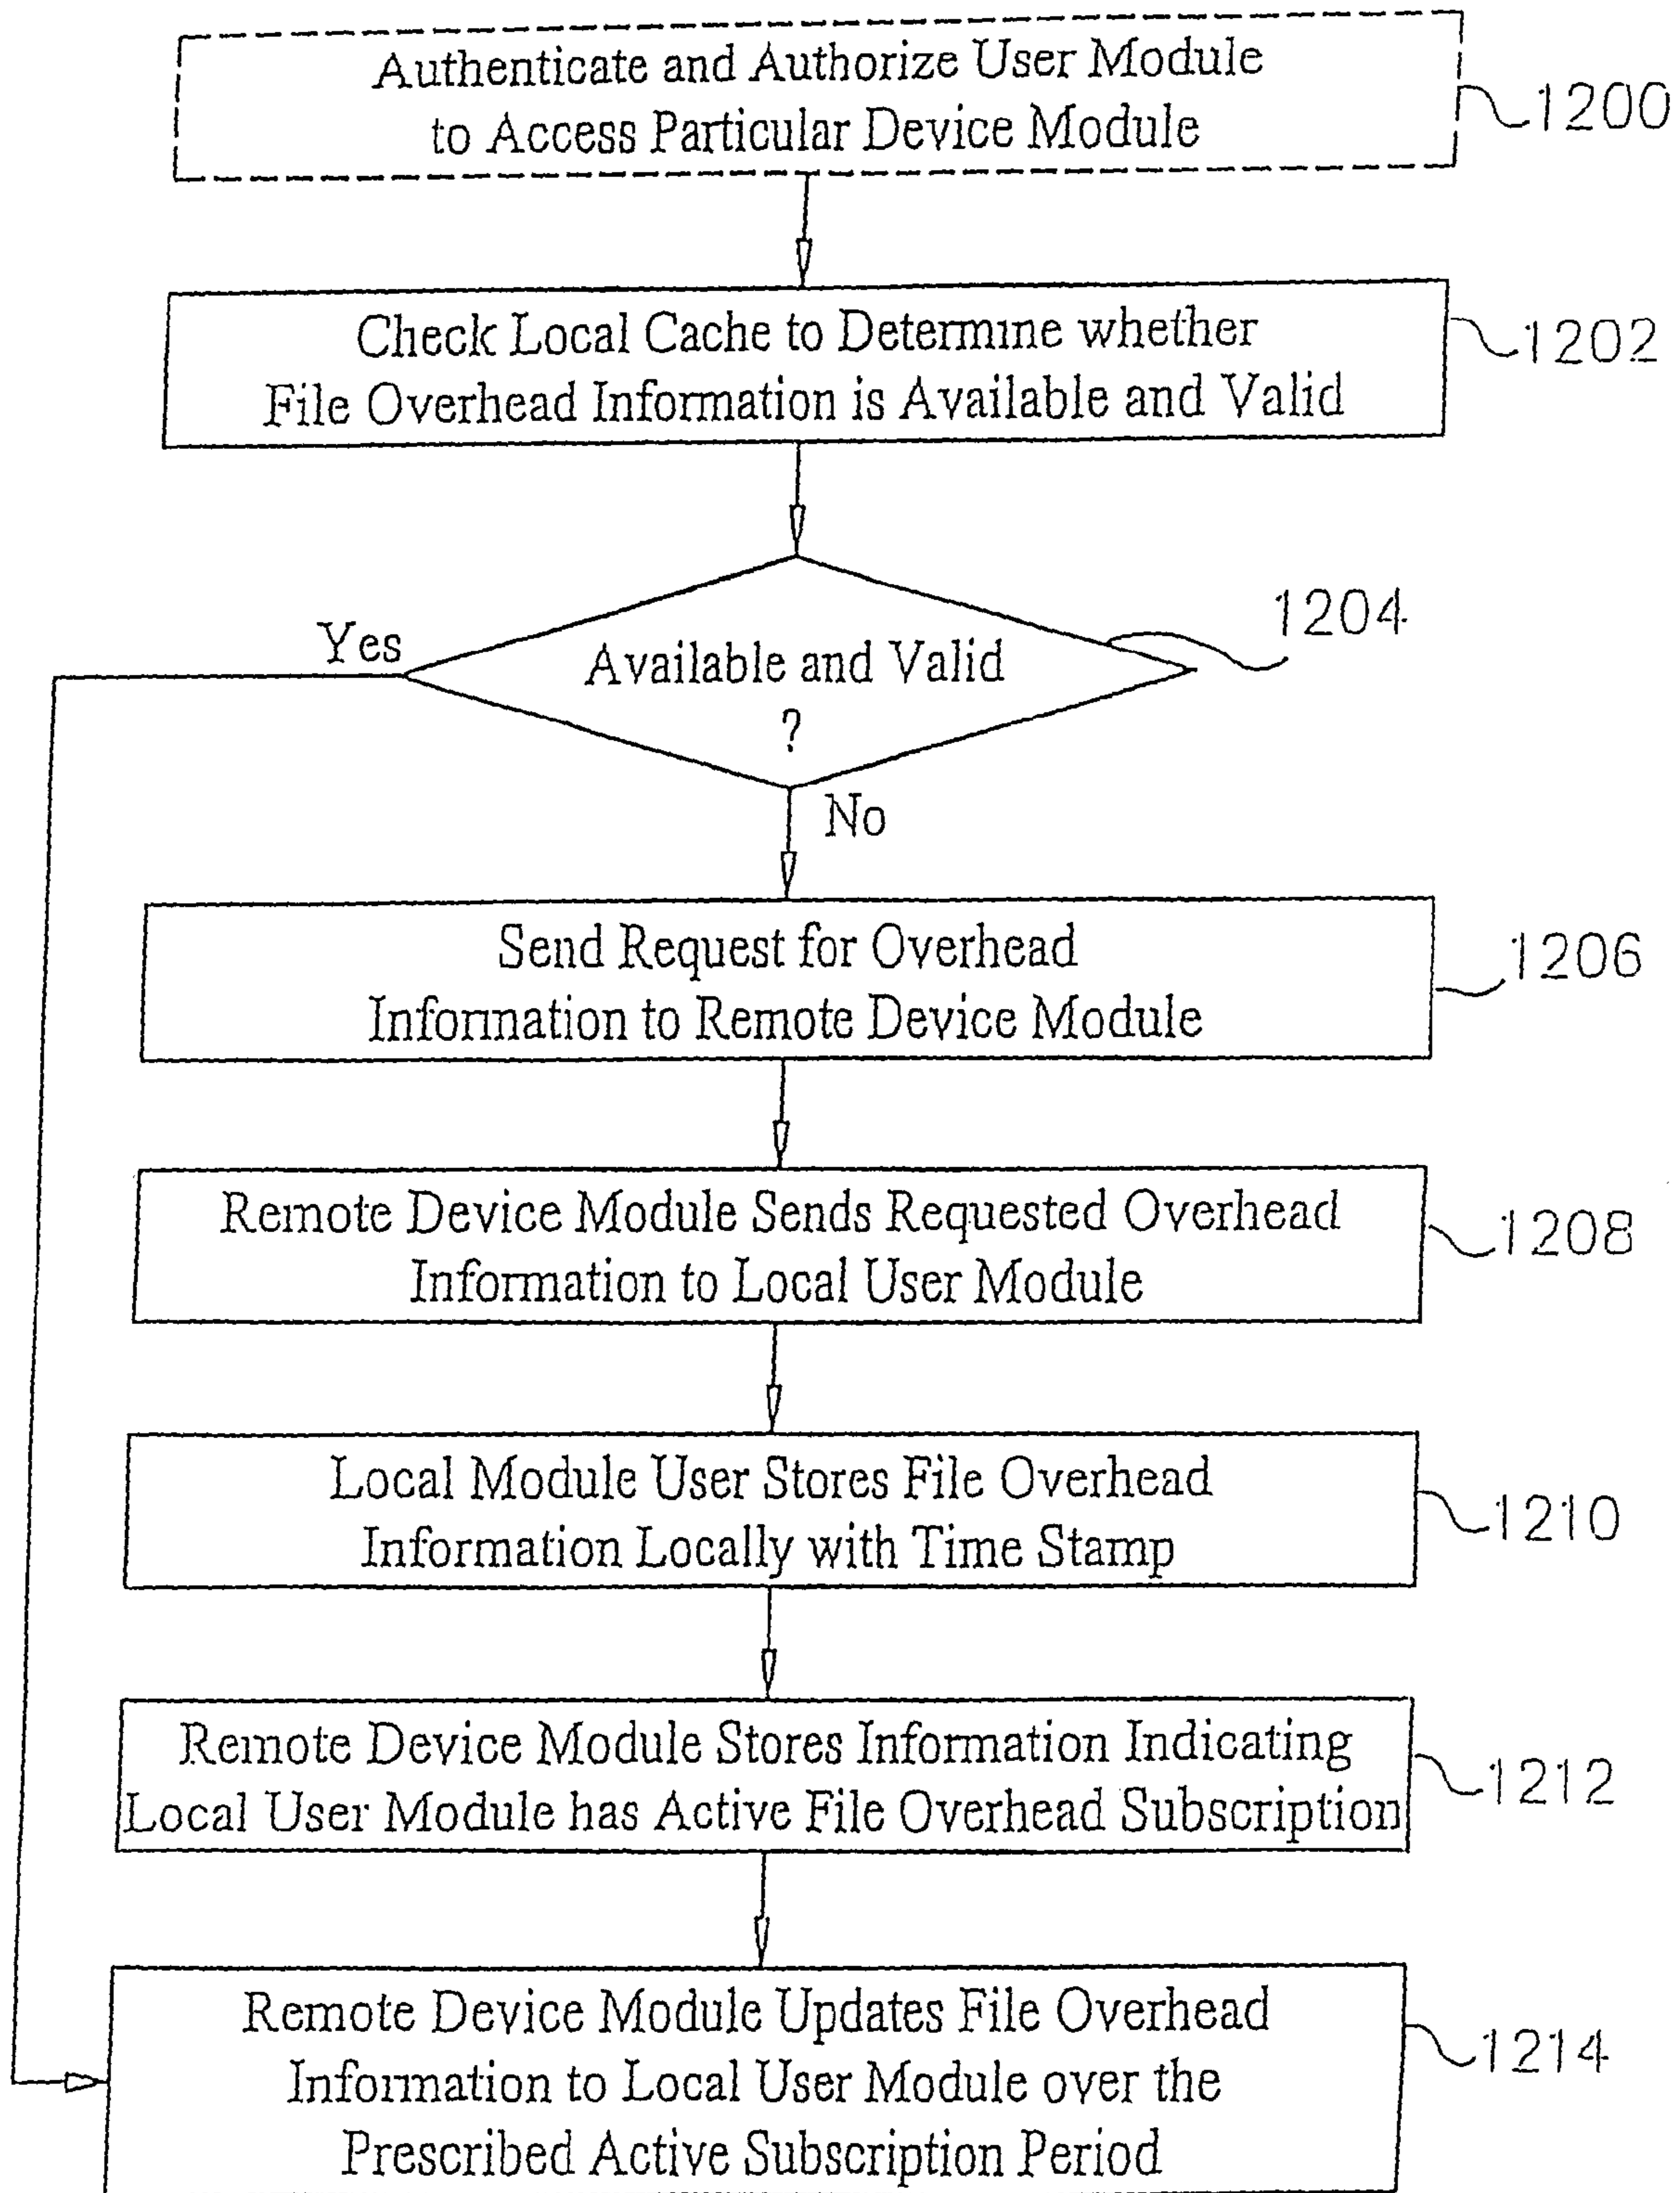 Authenticate and Authorize User Module
to Access Particular Device Module
1200
Check Local Cache to Determine whether
File Overhead Information is Available and Valid
1202
Yes
Available and Valid
?
1204
No
Send Request for Overhead
Information to Remote Device Module
1206
Remote Device Module Sends Requested Overhead
Information to Local User Module
1208
Local Module User Stores File Overhead
Information Locally with Time Stamp
1210
Remote Device Module Stores Information Indicating
Local User Module has Active File Overhead Subscription
1212
Remote Device Module Updates File Overhead
Information to Local User Module over the
Prescribed Active Subscription Period
1214